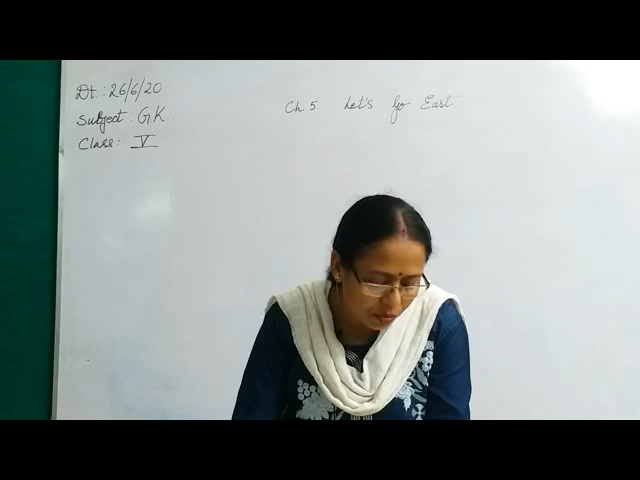 Dt : 26/6/20
Subject : G.K.
Class : V
Ch. 5 Let's Go East